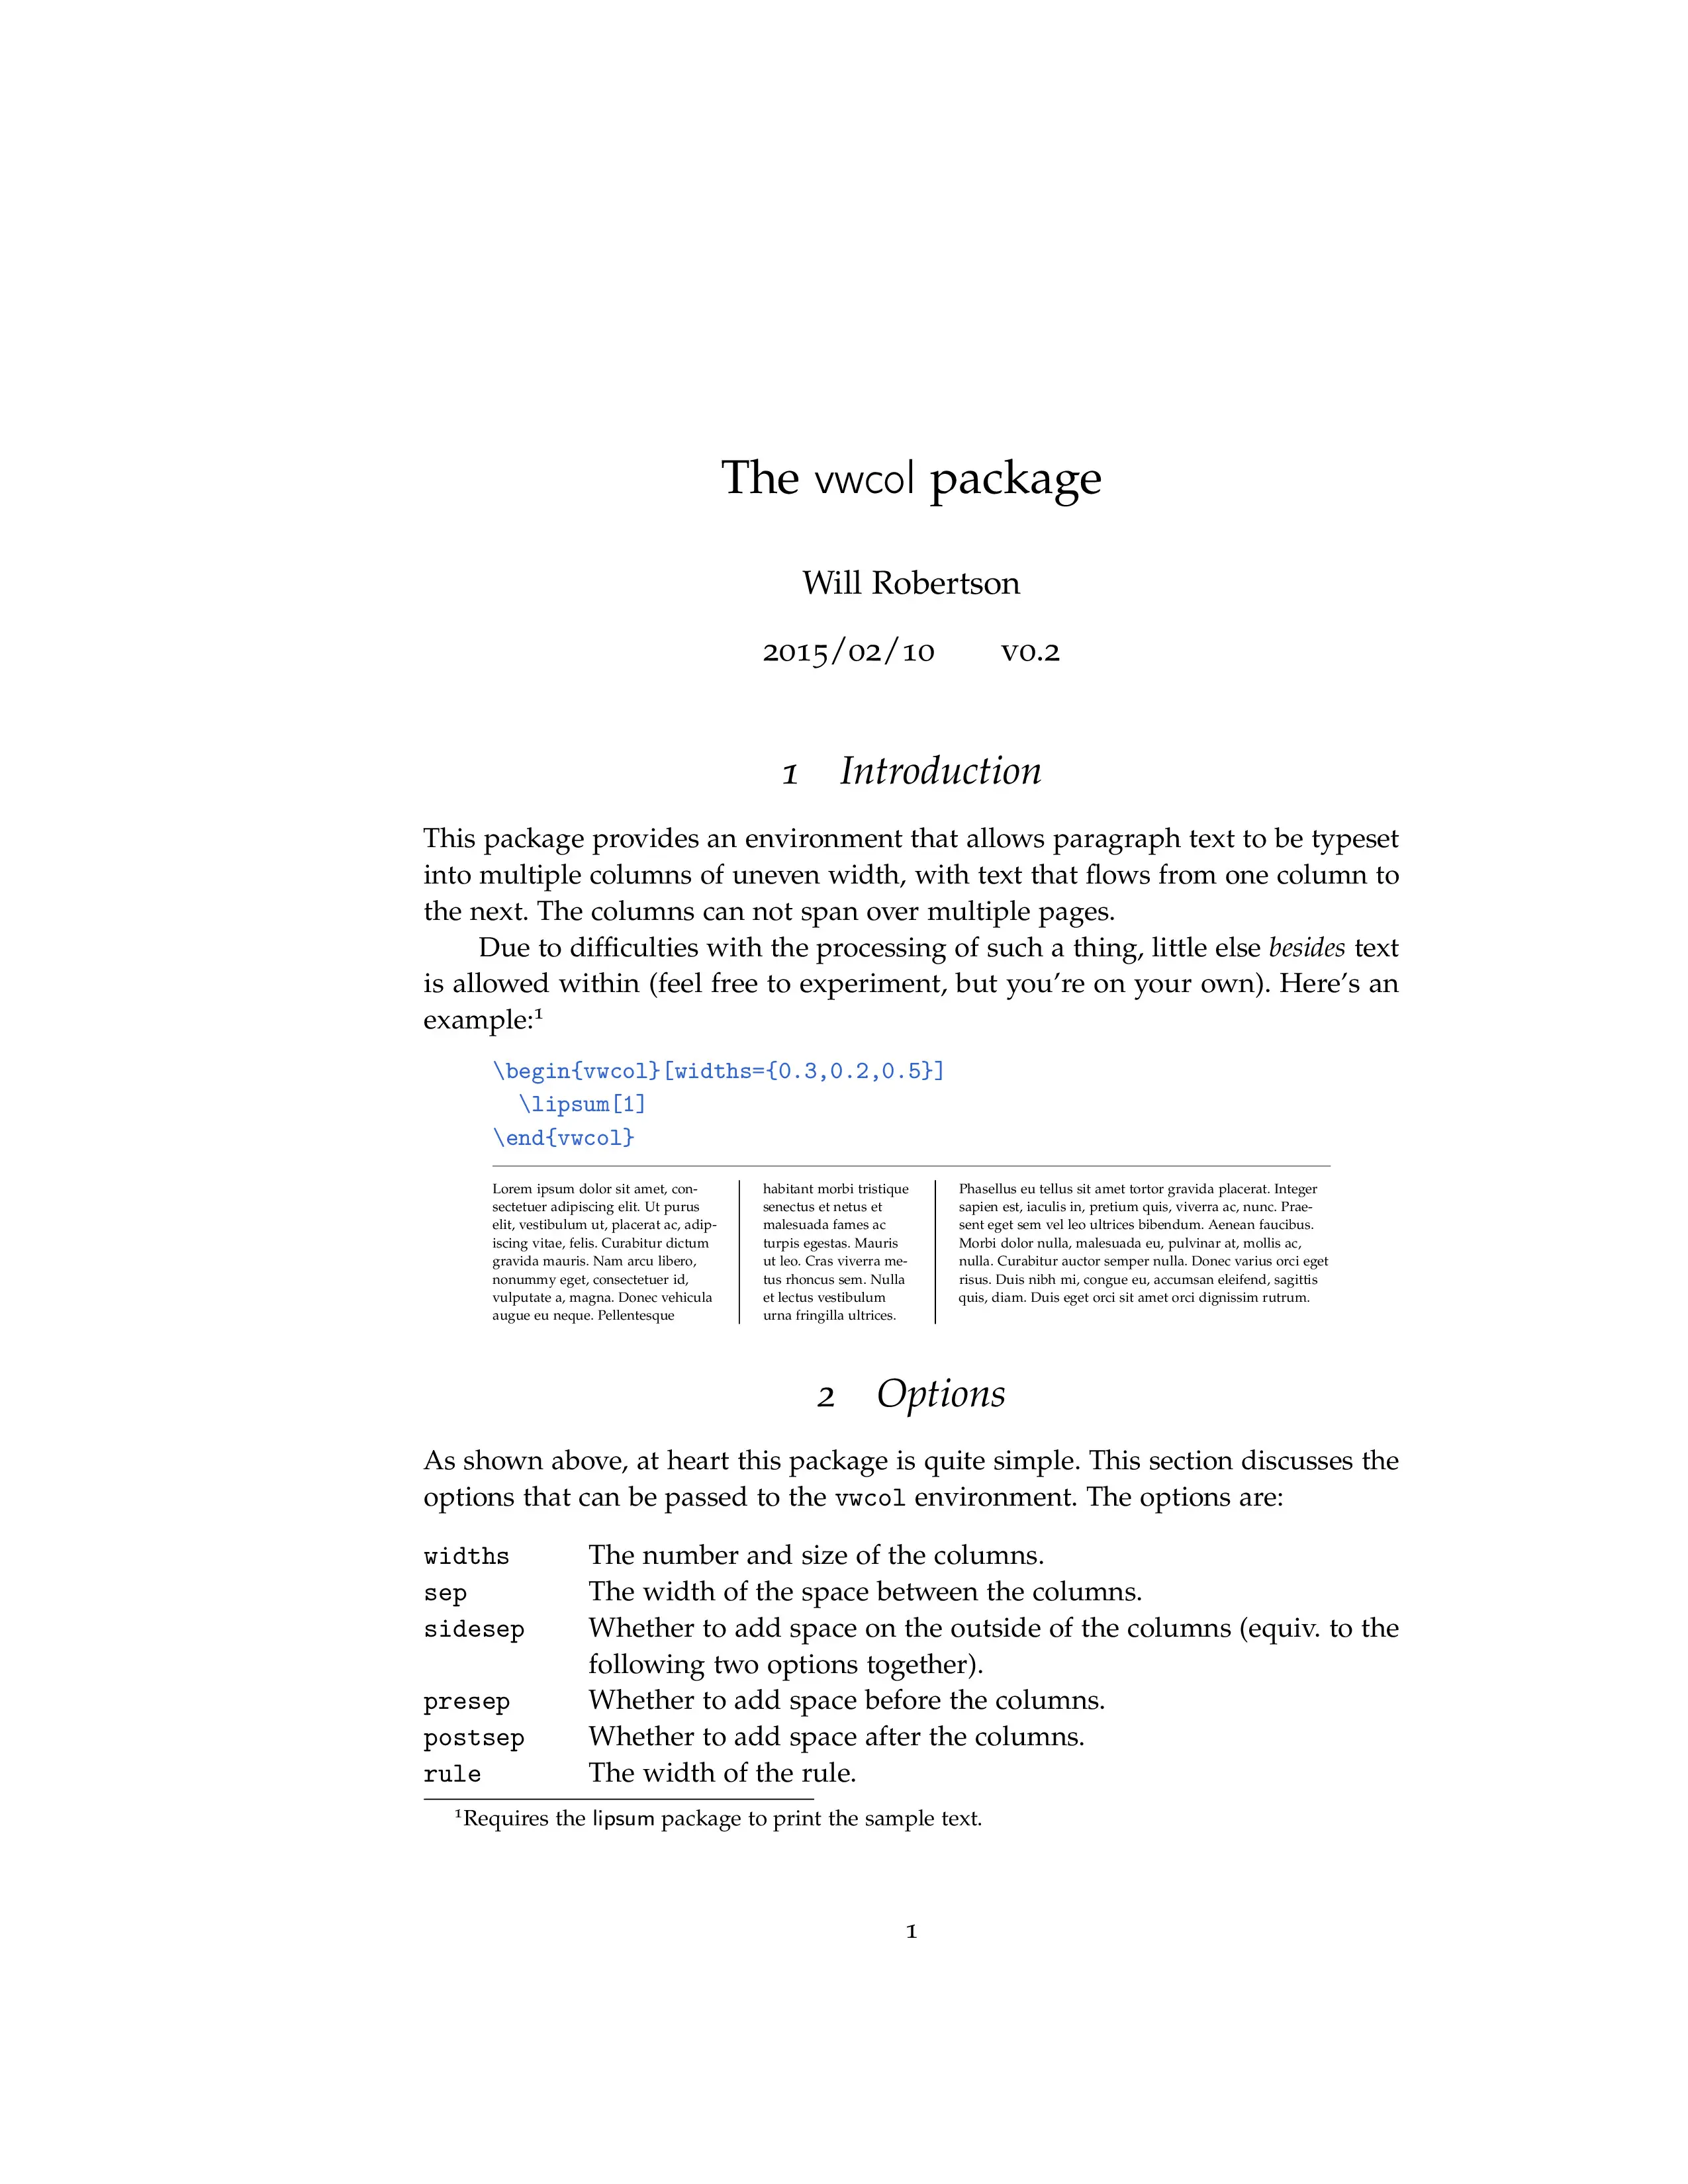 The vwcol package
Will Robertson
2015/02/10 v0.2
1 Introduction
This package provides an environment that allows paragraph text to be typeset
into multiple columns of uneven width, with text that flows from one column to
the next. The columns can not span over multiple pages.
Due to difficulties with the processing of such a thing, little else besides text
is allowed within (feel free to experiment, but you're on your own). Here's an
example:¹
\begin{vwcol}[widths={0.3,0.2,0.5}]
\lipsum[1]
\end{vwcol}
Lorem ipsum dolor sit amet, con-
sectetuer adipiscing elit. Ut purus
elit, vestibulum ut, placerat ac, adip-
iscing vitae, felis. Curabitur dictum
gravida mauris. Nam arcu libero,
nonummy eget, consectetuer id,
vulputate a, magna. Donec vehicula
augue eu neque. Pellentesque
habitant morbi tristique
senectus et netus et
malesuada fames ac
turpis egestas. Mauris
ut leo. Cras viverra me-
tus rhoncus sem. Nulla
et lectus vestibulum
urna fringilla ultrices.
Phasellus eu tellus sit amet tortor gravida placerat. Integer
sapien est, iaculis in, pretium quis, viverra ac, nunc. Prae-
sent eget sem vel leo ultrices bibendum. Aenean faucibus.
Morbi dolor nulla, malesuada eu, pulvinar at, mollis ac,
nulla. Curabitur auctor semper nulla. Donec varius orci eget
risus. Duis nibh mi, congue eu, accumsan eleifend, sagittis
quis, diam. Duis eget orci sit amet orci dignissim rutrum.
2 Options
As shown above, at heart this package is quite simple. This section discusses the
options that can be passed to the vwcol environment. The options are:
widths The number and size of the columns.
sep The width of the space between the columns.
sidesep Whether to add space on the outside of the columns (equiv. to the
following two options together).
presep Whether to add space before the columns.
postsep Whether to add space after the columns.
rule The width of the rule.
¹Requires the lipsum package to print the sample text.
1